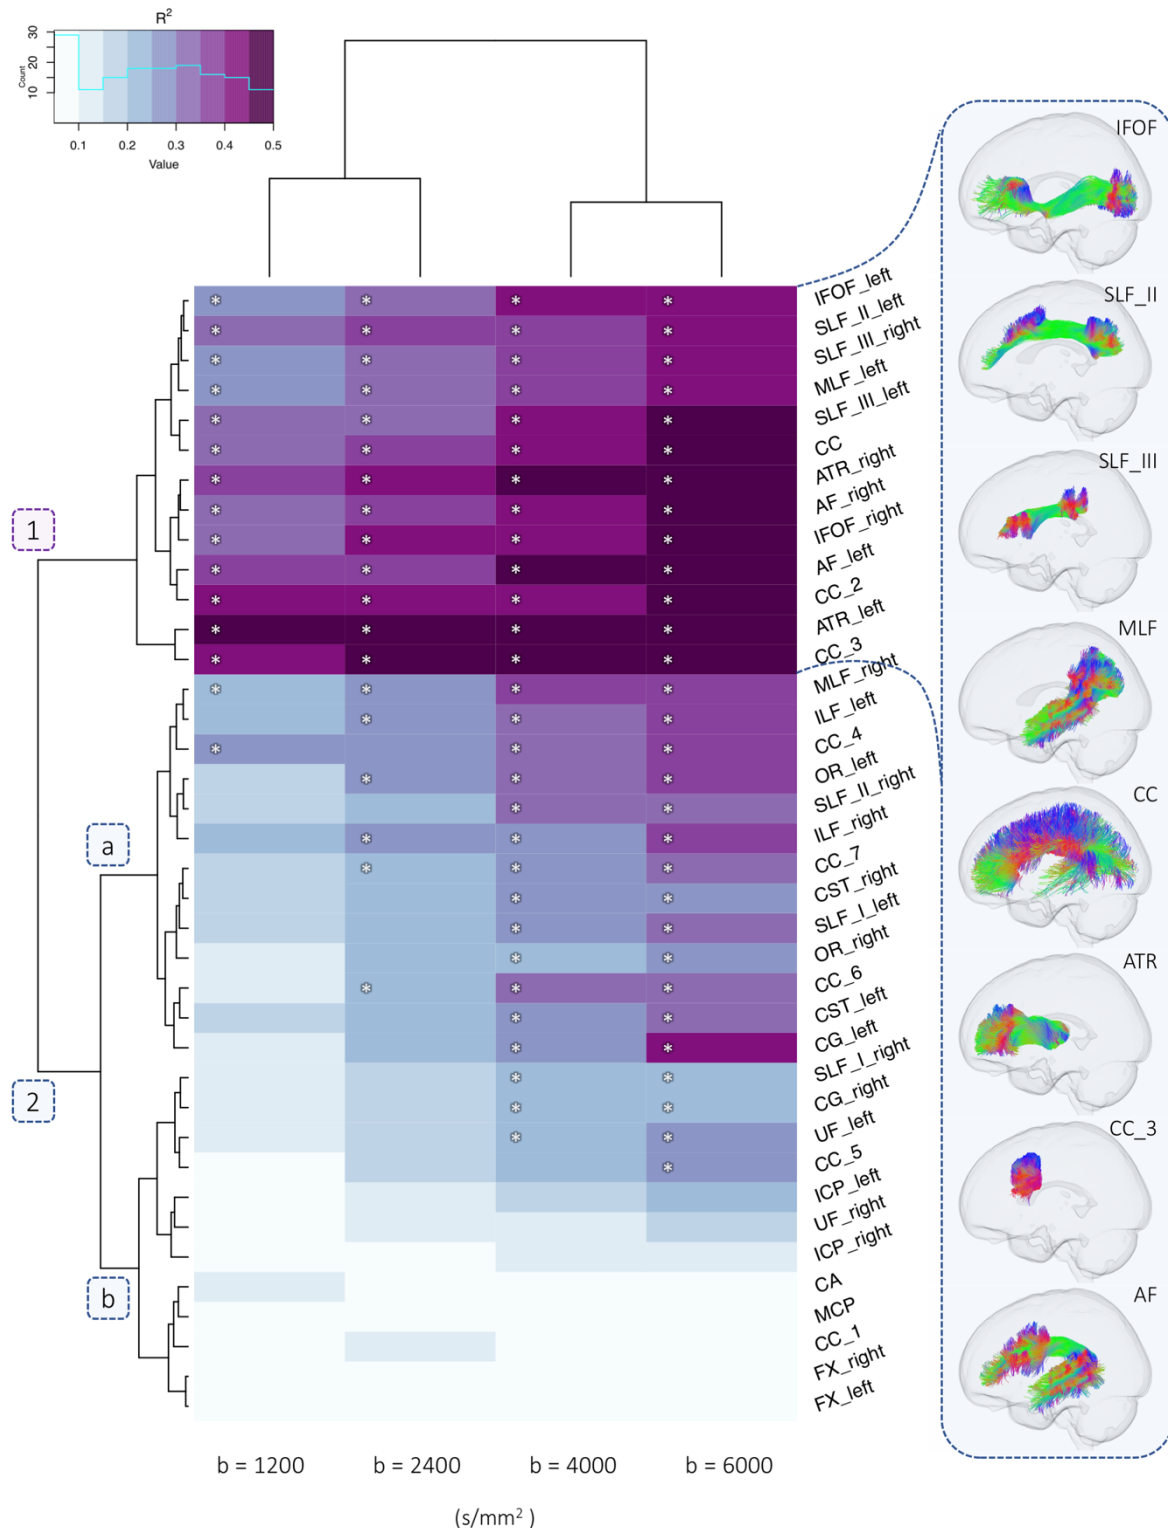 R²
Count
30
20
10
0.1 0.2 0.3 0.4 0.5
Value
1
2
a
b
IFOF_left
SLF_II_left
SLF_III_right
MLF_left
SLF_III_left
CC
ATR_right
AF_right
IFOF_right
AF_left
CC_2
ATR_left
CC_3
MLF_right
ILF_left
CC_4
OR_left
SLF_II_right
ILF_right
CC_7
CST_right
SLF_I_left
OR_right
CC_6
CST_left
CG_left
SLF_I_right
CG_right
UF_left
CC_5
ICP_left
UF_right
ICP_right
CA
MCP
CC_1
FX_right
FX_left
b = 1200 b = 2400 b = 4000 b = 6000
(s/mm² )
IFOF
SLF_II
SLF_III
MLF
CC
ATR
CC_3
AF